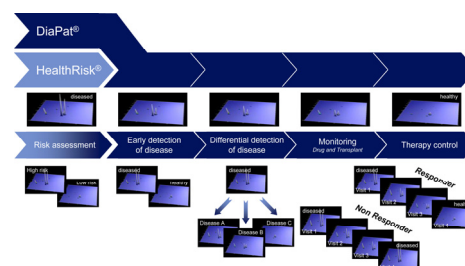 DiaPat®
HealthRisk®
diseased
healthy
Risk assessment
Early detection
of disease
Differential detection
of disease
Monitoring
Drug and Transplant
Therapy control
High risk
Low risk
diseased
healthy
diseased
Disease A
Disease B
Disease C
diseased
Visit 1
Visit 2
Visit 3
Responder
diseased
Visit 1
Visit 2
Visit 3
Non Responder
diseased